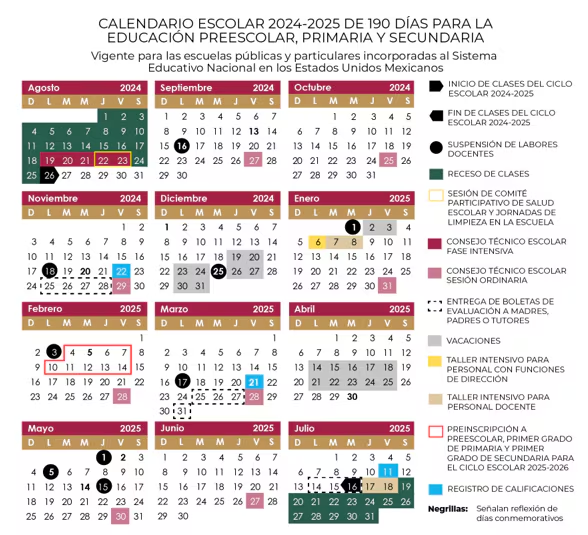 CALENDARIO ESCOLAR 2024-2025 DE 190 DÍAS PARA LA
EDUCACIÓN PREESCOLAR, PRIMARIA Y SECUNDARIA
Vigente para las escuelas públicas y particulares incorporadas al Sistema
Educativo Nacional en los Estados Unidos Mexicanos
Agosto 2024
D L M M J V S
1 2 3
4 5 6 7 8 9 10
11 12 13 14 15 16 17
18 19 20 21 22 23 24
25 26 27 28 29 30 31
Septiembre 2024
D L M M J V S
1 2 3 4 5 6 7
8 9 10 11 12 13 14
15 16 17 18 19 20 21
22 23 24 25 26 27 28
29 30
Octubre 2024
D L M M J V S
1 2 3 4 5
6 7 8 9 10 11 12
13 14 15 16 17 18 19
20 21 22 23 24 25 26
27 28 29 30 31
Noviembre 2024
D L M M J V S
1 2
3 4 5 6 7 8 9
10 11 12 13 14 15 16
17 18 19 20 21 22 23
24 25 26 27 28 29 30
Diciembre 2024
D L M M J V S
1 2 3 4 5 6 7
8 9 10 11 12 13 14
15 16 17 18 19 20 21
22 23 24 25 26 27 28
29 30 31
Enero 2025
D L M M J V S
1 2 3 4
5 6 7 8 9 10 11
12 13 14 15 16 17 18
19 20 21 22 23 24 25
26 27 28 29 30 31
Febrero 2025
D L M M J V S
1
2 3 4 5 6 7 8
9 10 11 12 13 14 15
16 17 18 19 20 21 22
23 24 25 26 27 28
Marzo 2025
D L M M J V S
1
2 3 4 5 6 7 8
9 10 11 12 13 14 15
16 17 18 19 20 21 22
23 24 25 26 27 28 29
30 31
Abril 2025
D L M M J V S
1 2 3 4 5
6 7 8 9 10 11 12
13 14 15 16 17 18 19
20 21 22 23 24 25 26
27 28 29 30
Mayo 2025
D L M M J V S
1 2 3
4 5 6 7 8 9 10
11 12 13 14 15 16 17
18 19 20 21 22 23 24
25 26 27 28 29 30 31
Junio 2025
D L M M J V S
1 2 3 4 5 6 7
8 9 10 11 12 13 14
15 16 17 18 19 20 21
22 23 24 25 26 27 28
29 30
Julio 2025
D L M M J V S
1 2 3 4 5
6 7 8 9 10 11 12
13 14 15 16 17 18 19
20 21 22 23 24 25 26
27 28 29 30 31
INICIO DE CLASES DEL CICLO
ESCOLAR 2024-2025
FIN DE CLASES DEL CICLO
ESCOLAR 2024-2025
SUSPENSIÓN DE LABORES
DOCENTES
RECESO DE CLASES
SESIÓN DE COMITÉ
PARTICIPATIVO DE SALUD
ESCOLAR Y JORNADAS DE
LIMPIEZA EN LA ESCUELA
CONSEJO TÉCNICO ESCOLAR
FASE INTENSIVA
CONSEJO TÉCNICO ESCOLAR
SESIÓN ORDINARIA
ENTREGA DE BOLETAS DE
EVALUACIÓN A MADRES,
PADRES O TUTORES
VACACIONES
TALLER INTENSIVO PARA
PERSONAL CON FUNCIONES
DE DIRECCIÓN
TALLER INTENSIVO PARA
PERSONAL DOCENTE
PREINSCRIPCIÓN A
PREESCOLAR, PRIMER GRADO
DE PRIMARIA Y PRIMER
GRADO DE SECUNDARIA PARA
EL CICLO ESCOLAR 2025-2026
REGISTRO DE CALIFICACIONES
Negrillas: Señalan reflexión de
días conmemorativos